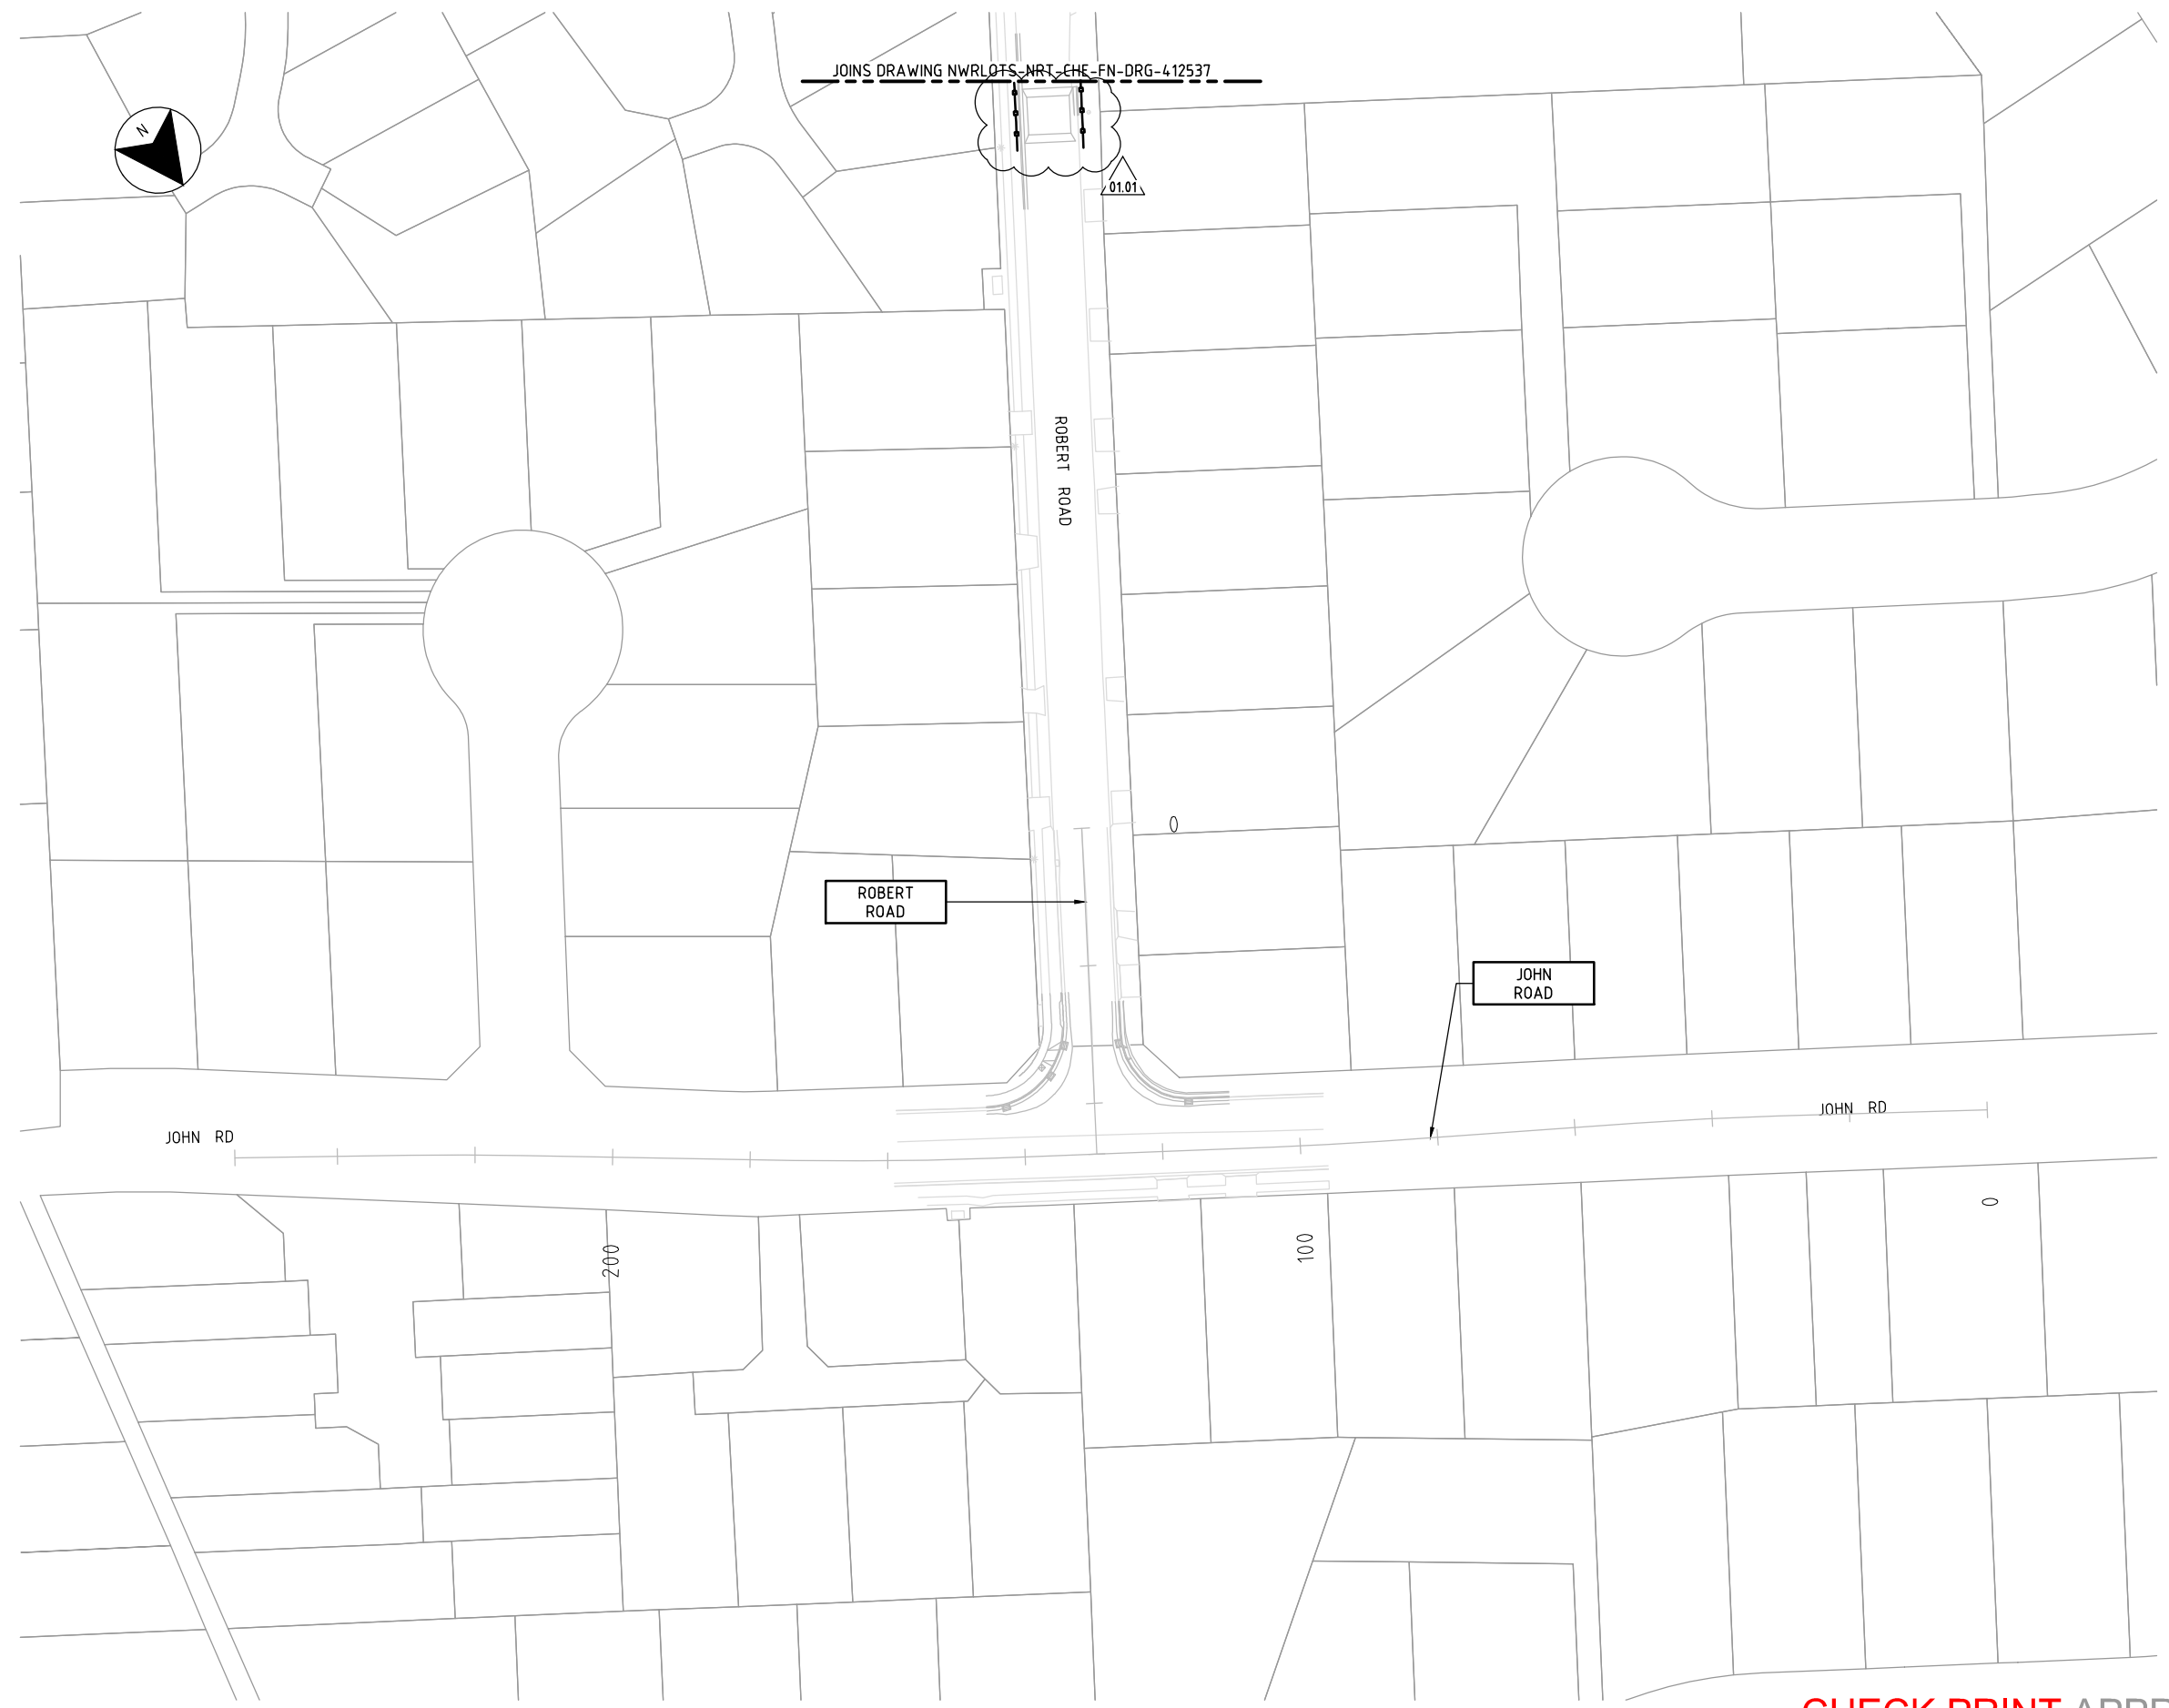 JOINS DRAWING NWRLOTS-NRT-CHE-FN-DRG-412537
N
01.01
ROBERT ROAD
0
ROBERT
ROAD
JOHN
ROAD
JOHN RD
JOHN RD
200
100
0
CHECK PRINT